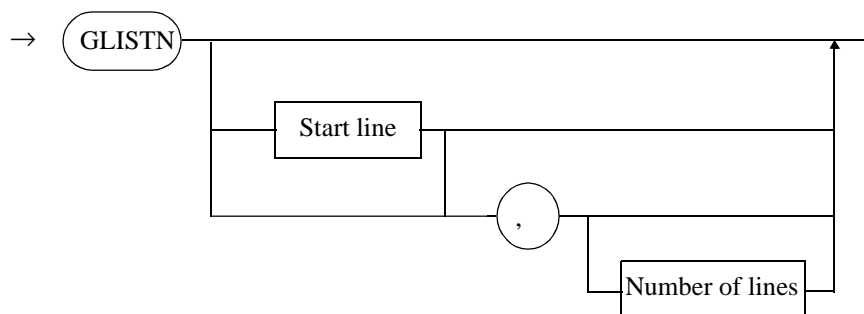 → GLISTN
Start line
,
Number of lines